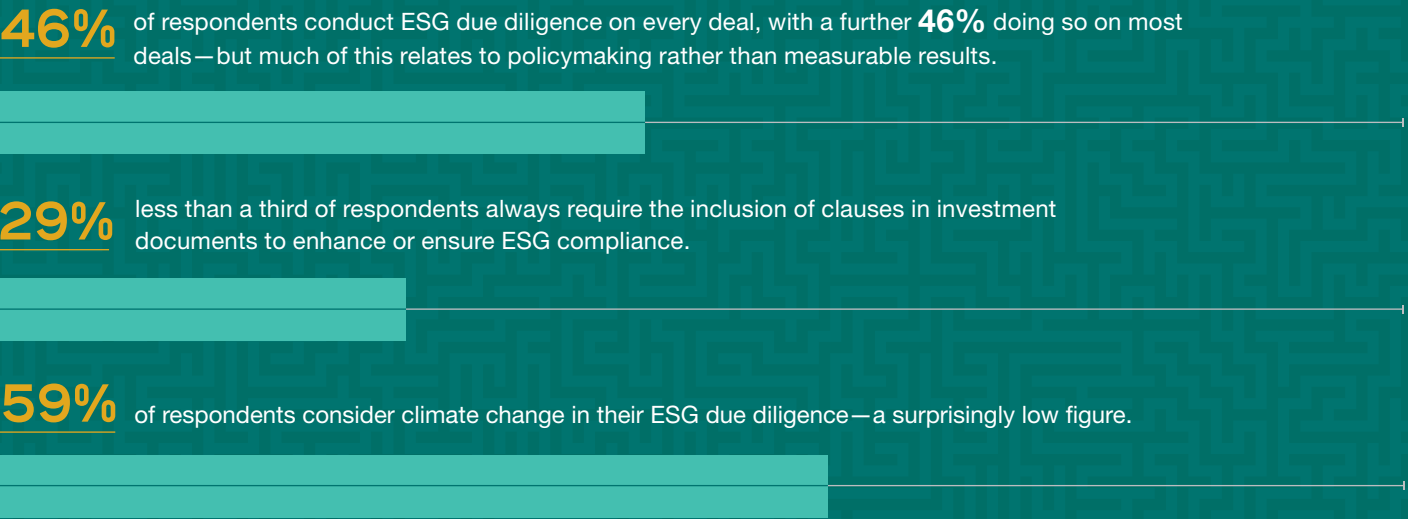 46% of respondents conduct ESG due diligence on every deal, with a further 46% doing so on most
deals—but much of this relates to policymaking rather than measurable results.
29% less than a third of respondents always require the inclusion of clauses in investment
documents to enhance or ensure ESG compliance.
59% of respondents consider climate change in their ESG due diligence—a surprisingly low figure.